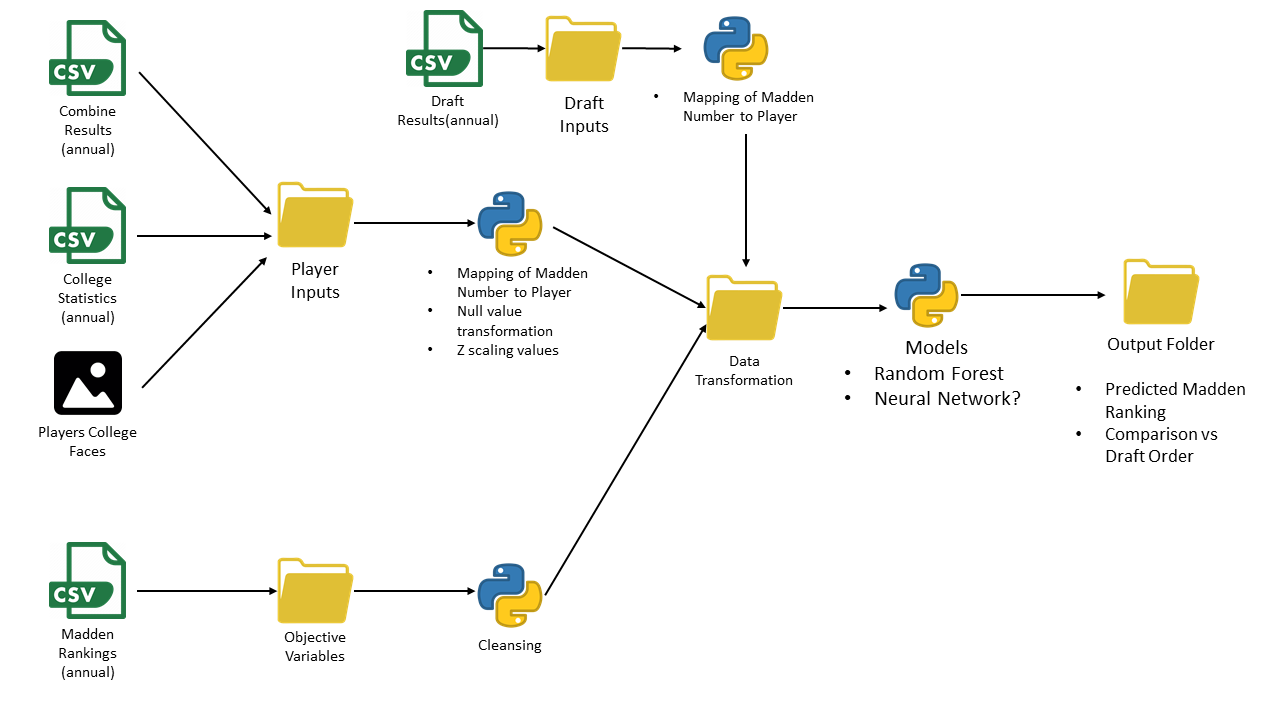 CSV
Combine
Results
(annual)
CSV
College
Statistics
(annual)
Players College
Faces
CSV
Madden
Rankings
(annual)
CSV
Draft
Results(annual)
Draft
Inputs
• Mapping of Madden
Number to Player
Player
Inputs
• Mapping of Madden
Number to Player
• Null value
transformation
• Z scaling values
Objective
Variables
Cleansing
Data
Transformation
Models
• Random Forest
• Neural Network?
Output Folder
• Predicted Madden
Ranking
• Comparison vs
Draft Order